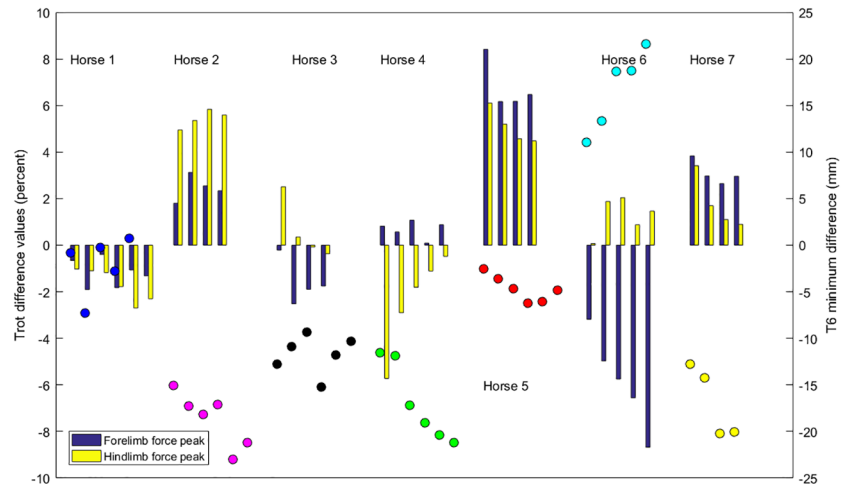 10
8
6
4
2
0
-2
-4
-6
-8
-10
Trot difference values (percent)
Horse 1
Horse 2
Horse 3
Horse 4
Horse 5
Horse 6
Horse 7
Forelimb force peak
Hindlimb force peak
25
20
15
10
5
0
-5
-10
-15
-20
-25
T6 minimum difference (mm)